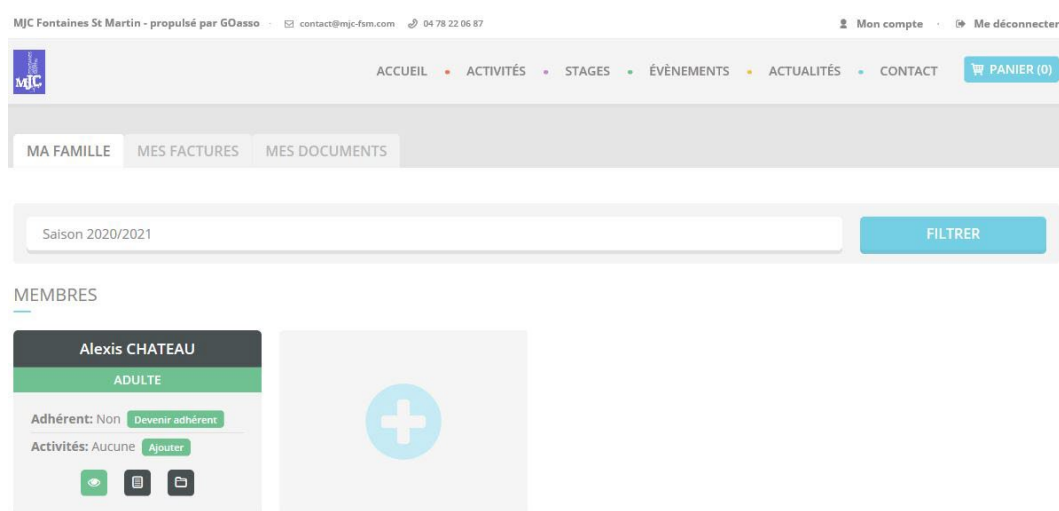 MJC Fontaines St Martin - propulsé par GOasso · contact@mjc-fsm.com 04 78 22 06 87 Mon compte · Me déconnecter
MJC
ACCUEIL • ACTIVITÉS • STAGES • ÉVÈNEMENTS • ACTUALITÉS • CONTACT PANIER (0)
MA FAMILLE MES FACTURES MES DOCUMENTS
Saison 2020/2021 FILTRER
MEMBRES
Alexis CHATEAU
ADULTE
Adhérent: Non Devenir adhérent
Activités: Aucune Ajouter